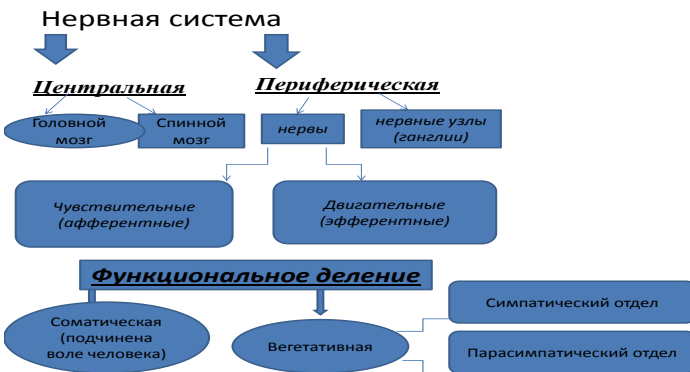 Нервная система
Центральная
Периферическая
Головной
мозг
Спинной
мозг
нервы
нервные узлы
(ганглии)
Чувствительные
(афферентные)
Двигательные
(эфферентные)
Функциональное деление
Соматическая
(подчинена
воле человека)
Вегетативная
Симпатический отдел
Парасимпатический отдел